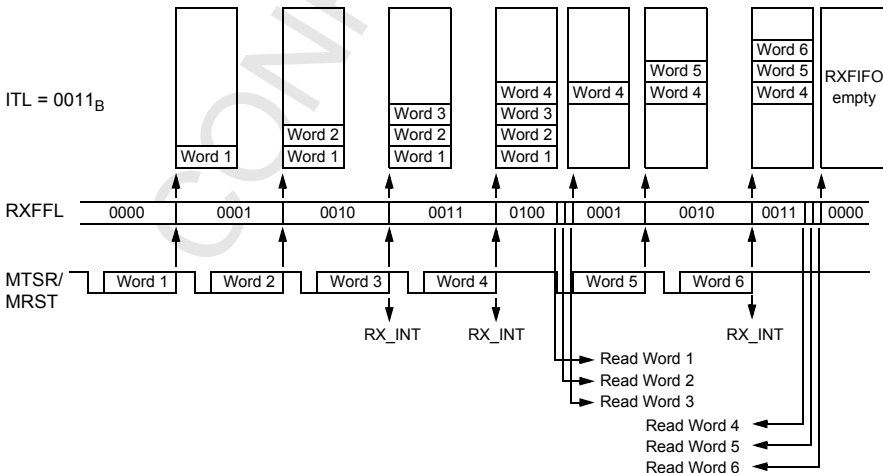 ITL = 0011B
Word 1
Word 2
Word 1
Word 3
Word 2
Word 1
Word 4
Word 3
Word 2
Word 1
Word 4
Word 5
Word 4
Word 6
Word 5
Word 4
RXFIFO
empty
RXFFL 0000 0001 0010 0011 0100 0001 0010 0011 0000
MTSR/
MRST
Word 1 Word 2 Word 3 Word 4 Word 5 Word 6
RX_INT RX_INT RX_INT
Read Word 1
Read Word 2
Read Word 3
Read Word 4
Read Word 5
Read Word 6